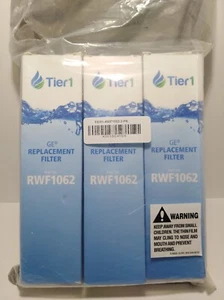 Tier1
Tier1
Tier1
GE®
REPLACEMENT
FILTER
RWF1062
GE®
REPLACEMENT
FILTER
RWF1062
GE®
REPLACEMENT
FILTER
RWF1062
WARNING
KEEP AWAY FROM SMALL
CHILDREN. THE THIN FILM
MAY CLING TO NOSE AND
MOUTH AND PREVENT
BREATHING.